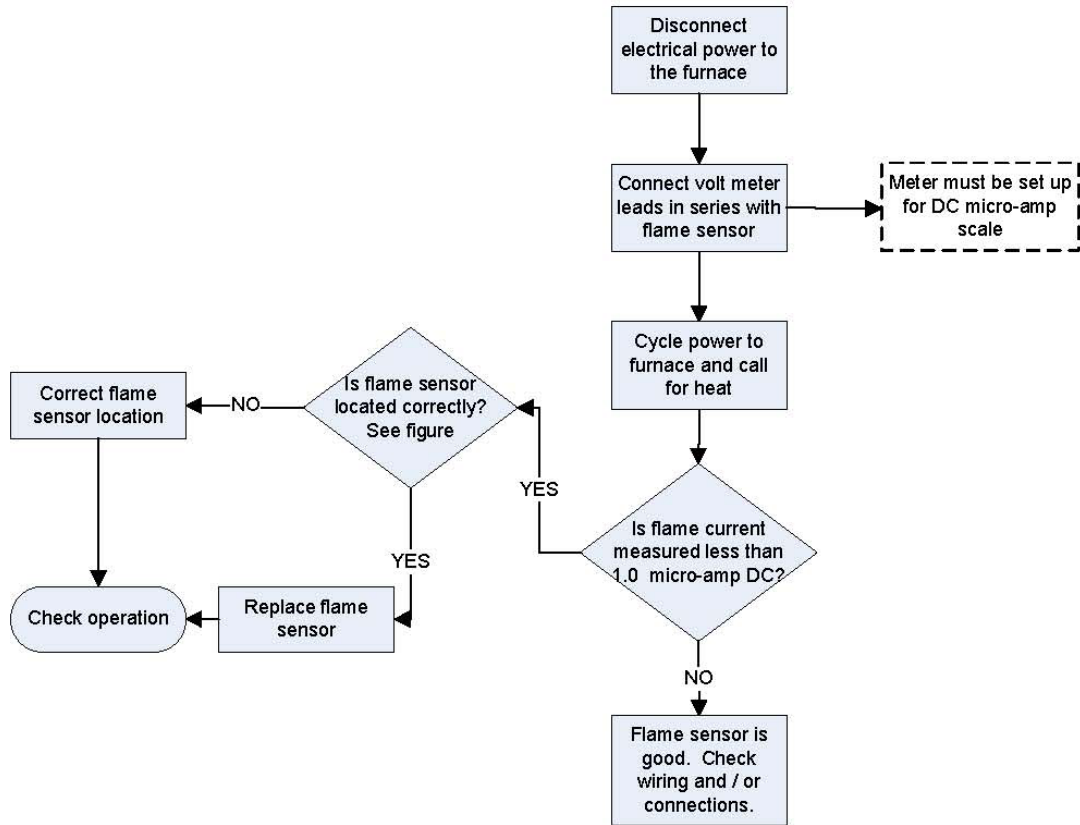 Disconnect
electrical power to
the furnace
Connect volt meter
leads in series with
flame sensor
Meter must be set up
for DC micro-amp
scale
Cycle power to
furnace and call
for heat
Is flame current
measured less than
1.0 micro-amp DC?
YES
Is flame sensor
located correctly?
See figure
NO
Correct flame
sensor location
YES
Replace flame
sensor
Check operation
NO
Flame sensor is
good. Check
wiring and / or
connections.